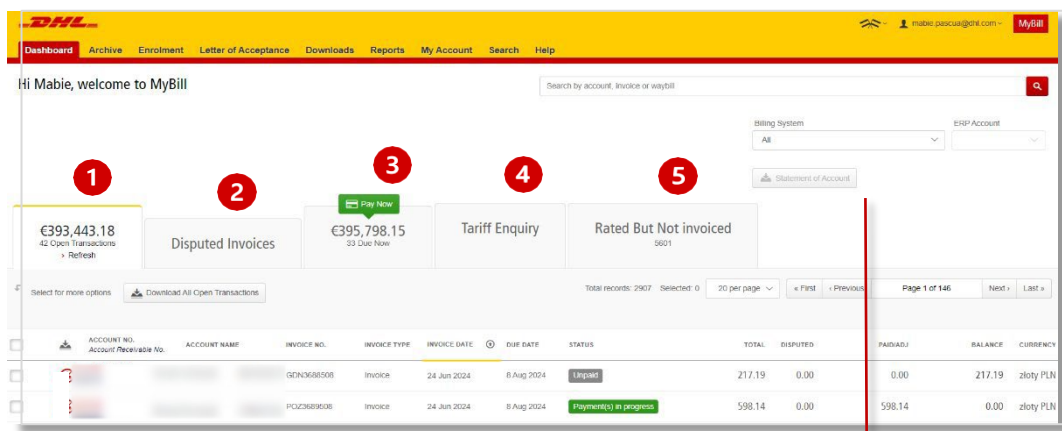 DHL
mabie.pascua@dhl.com
MyBill
Dashboard Archive Enrolment Letter of Acceptance Downloads Reports My Account Search Help
Hi Mabie, welcome to MyBill
Search by account, invoice or waybill
Billing System ERP Account
All
Statement of Account
1
2
3
4
5
Pay Now
€393,443.18
42 Open Transactions
› Refresh
Disputed Invoices
€395,798.15
33 Due Now
Tariff Enquiry
Rated But Not invoiced
5601
Select for more options Download All Open Transactions Total records: 2907 Selected: 0 20 per page « First ‹ Previous Page 1 of 146 Next › Last »
ACCOUNT NO. ACCOUNT NAME INVOICE NO. INVOICE TYPE INVOICE DATE DUE DATE STATUS TOTAL DISPUTED PAID/ADJ BALANCE CURRENCY
Account Receivable No.
GDN3688508 Invoice 24 Jun 2024 8 Aug 2024 Unpaid 217.19 0.00 0.00 217.19 złoty PLN
POZ3689508 Invoice 24 Jun 2024 8 Aug 2024 Payment(s) in progress 598.14 0.00 598.14 0.00 złoty PLN